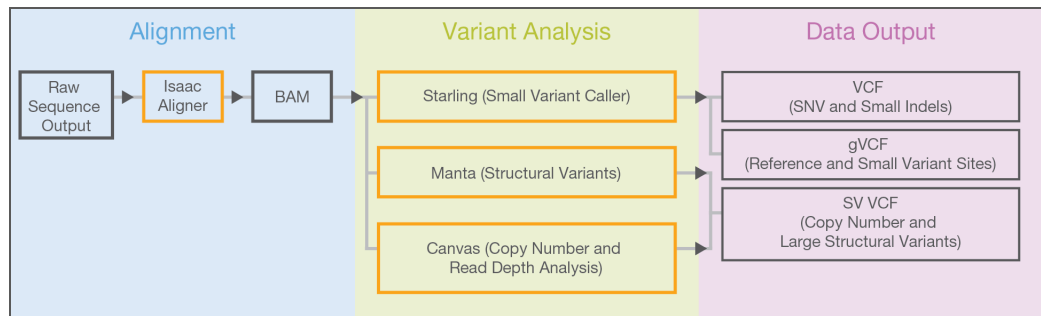 Alignment
Variant Analysis
Data Output
Raw
Sequence
Output
Isaac
Aligner
BAM
Starling (Small Variant Caller)
Manta (Structural Variants)
Canvas (Copy Number and
Read Depth Analysis)
VCF
(SNV and Small Indels)
gVCF
(Reference and Small Variant Sites)
SV VCF
(Copy Number and
Large Structural Variants)